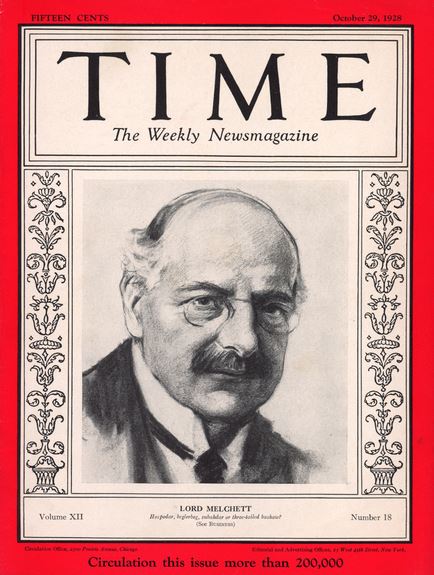 FIFTEEN CENTS
October 29, 1928
TIME
The Weekly Newsmagazine
LORD MELCHETT
Volume XII
Hospodar, beglerbeg, subahdar or three-tailed bashaw?
Number 18
(See BUSINESS)
Circulation Office, 2500 Prairie Avenue, Chicago
Editorial and Advertising Offices, 25 West 45th Street, New York.
Circulation this issue more than 200,000